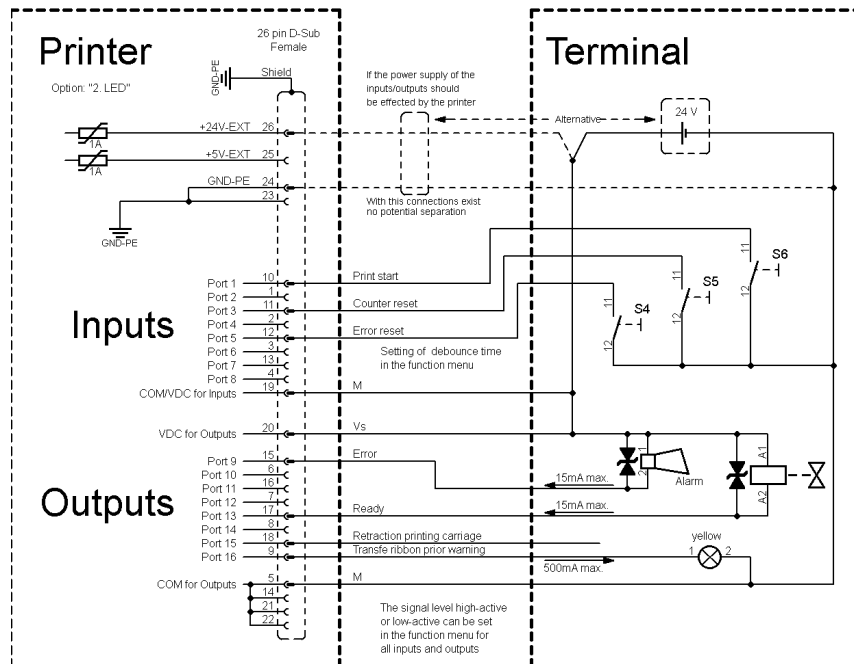 Printer
26 pin D-Sub
Female
Terminal
Option: "2. LED"
GND-PE
Shield
If the power supply of the
inputs/outputs should
be effected by the printer
Alternative
24 V
+24V-EXT 26
1A
+5V-EXT 25
1A
GND-PE 24
23
GND-PE
With this connections exist
no potential separation
Inputs
Port 1 10 Print start
Port 2 1
Port 3 11 Counter reset
Port 4 2
Port 5 12 Error reset
Port 6 3
Port 7 13
Port 8 4
COM/VDC for Inputs 19 M
Setting of debounce time
in the function menu
11 S4 12
11 S5 12
11 S6 12
Outputs
VDC for Outputs 20 Vs
Port 9 15 Error
Port 10 6
Port 11 16
Port 12 7
Port 13 17 Ready
Port 14 8
Port 15 18 Retraction printing carriage
Port 16 9 Transfe ribbon prior warning
COM for Outputs 5 M
14
21
22
15mA max.
15mA max.
500mA max.
1
2
Alarm
A1
A2
yellow
1 2
The signal level high-active
or low-active can be set
in the function menu for
all inputs and outputs